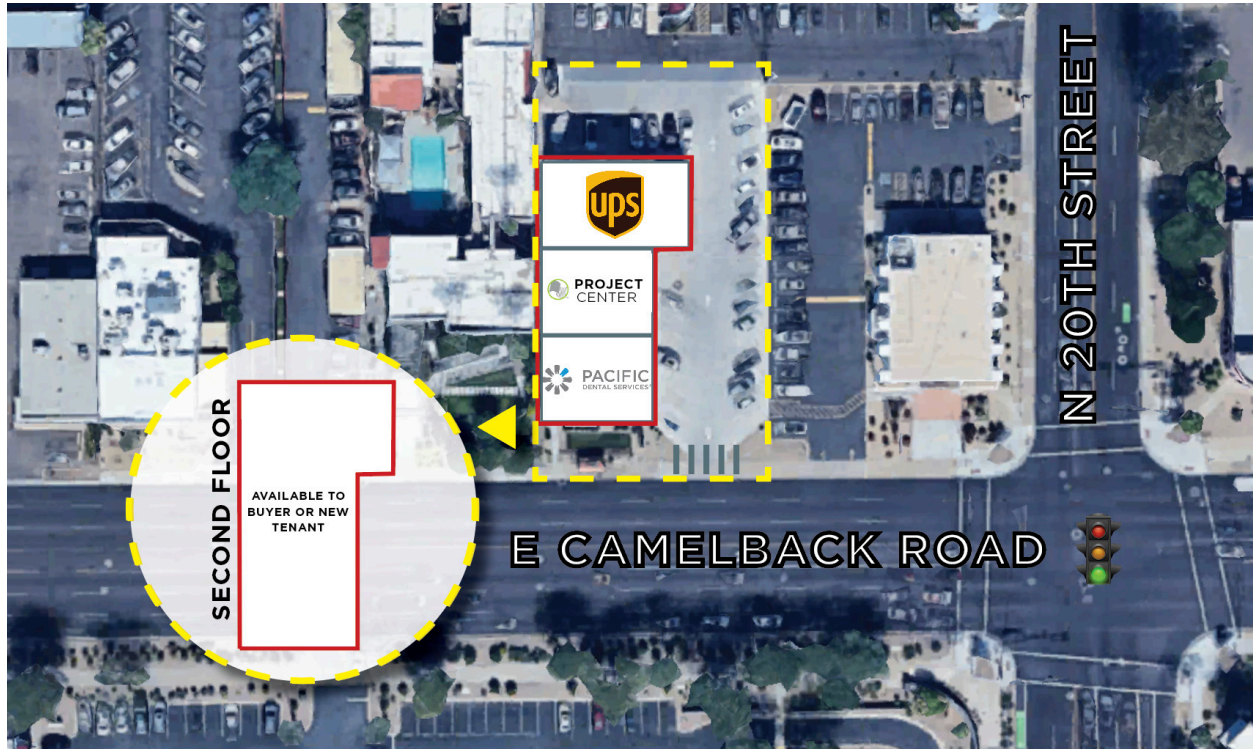 ups
PROJECT
CENTER
PACIFIC
DENTAL SERVICES
SECOND FLOOR
AVAILABLE TO
BUYER OR NEW
TENANT
E CAMELBACK ROAD
N 20TH STREET